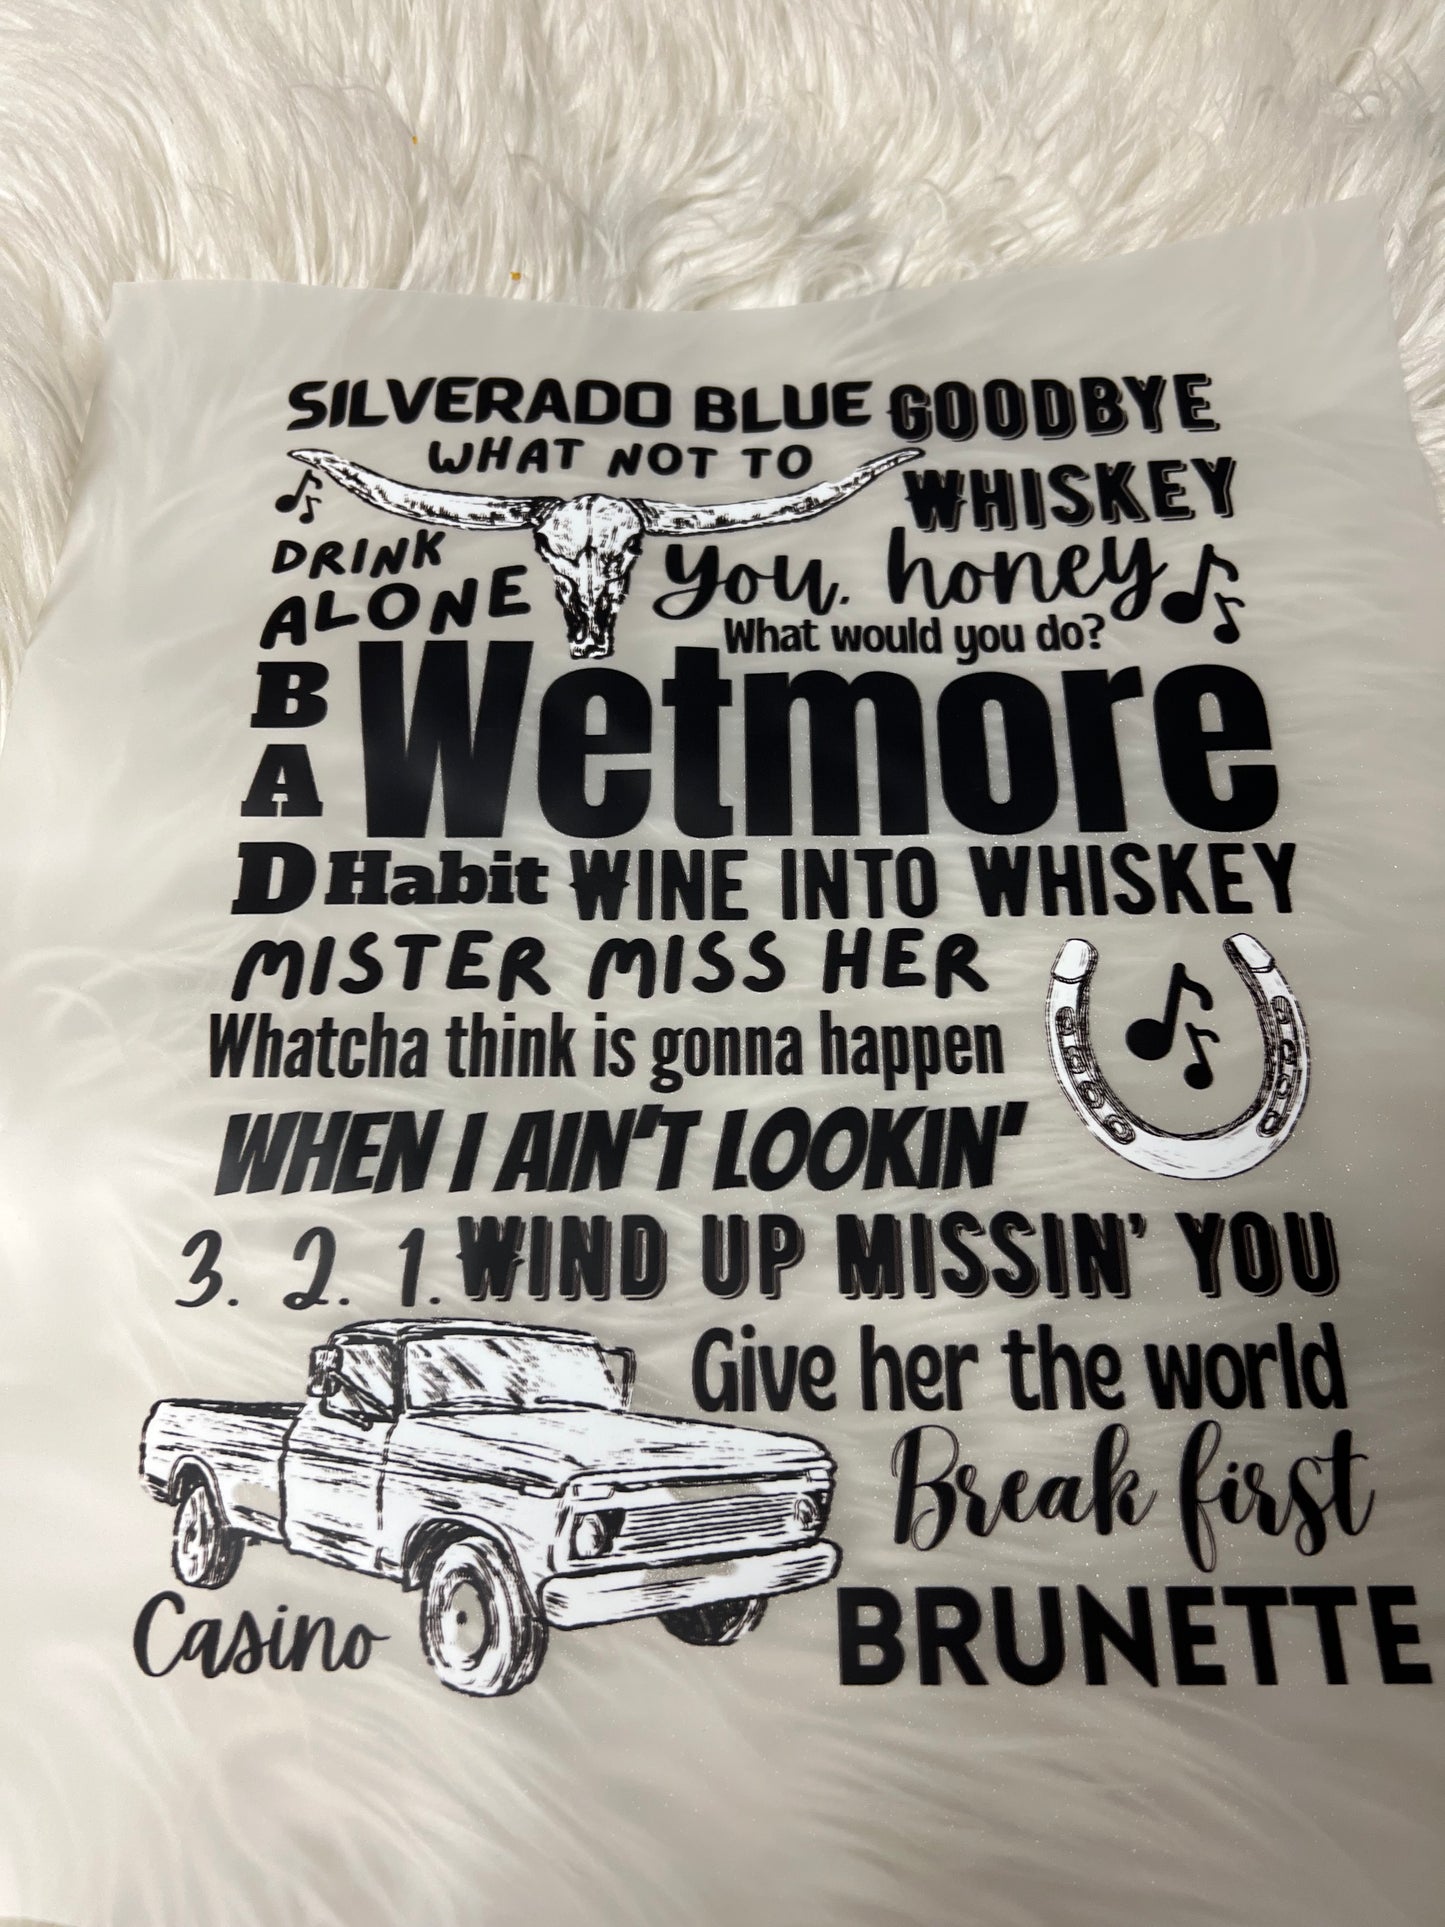 SILVERADO BLUE GOODBYE
WHAT NOT TO WHISKEY
DRINK
ALONE
You, honey
What would you do?
Wetmore
BAD Habit WINE INTO WHISKEY
MISTER MISS HER
Whatcha think is gonna happen
WHEN I AIN'T LOOKIN'
3. 2. 1. WIND UP MISSIN' YOU
Give her the world
Break first
Casino BRUNETTE